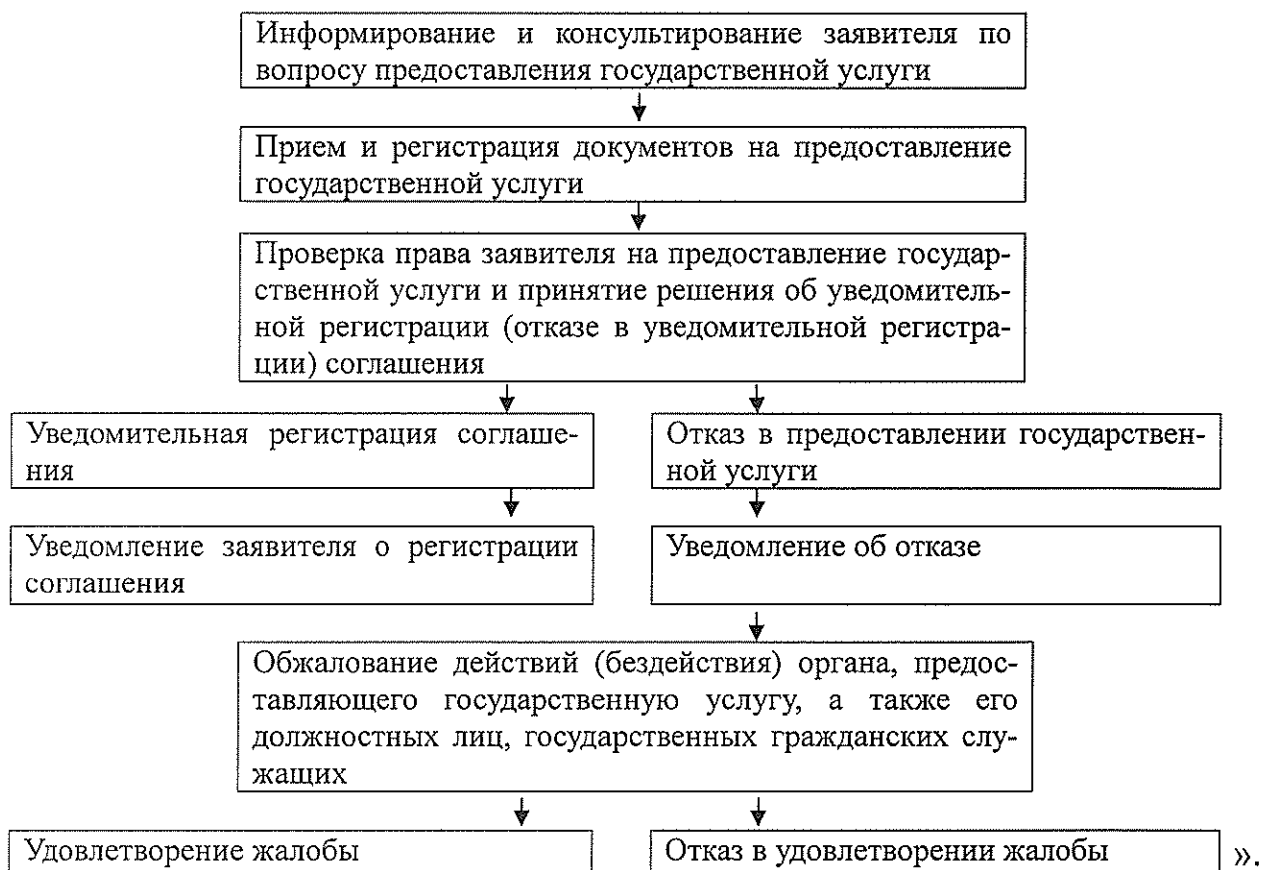 Информирование и консультирование заявителя по
вопросу предоставления государственной услуги
Прием и регистрация документов на предоставление
государственной услуги
Проверка права заявителя на предоставление государ-
ственной услуги и принятие решения об уведомитель-
ной регистрации (отказе в уведомительной регистра-
ции) соглашения
Уведомительная регистрация соглаше-
ния
Отказ в предоставлении государствен-
ной услуги
Уведомление заявителя о регистрации
соглашения
Уведомление об отказе
Обжалование действий (бездействия) органа, предос-
тавляющего государственную услугу, а также его
должностных лиц, государственных гражданских слу-
жащих
Удовлетворение жалобы
Отказ в удовлетворении жалобы
».